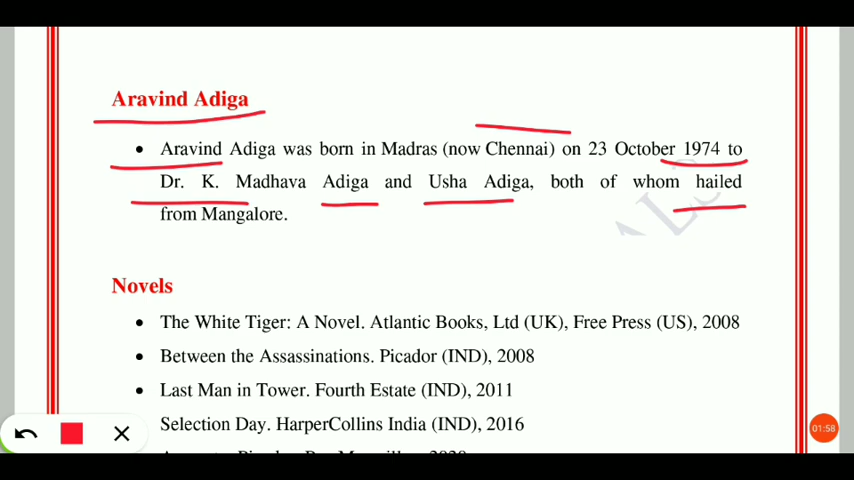 Aravind Adiga
• Aravind Adiga was born in Madras (now Chennai) on 23 October 1974 to
Dr. K. Madhava Adiga and Usha Adiga, both of whom hailed
from Mangalore.
Novels
• The White Tiger: A Novel. Atlantic Books, Ltd (UK), Free Press (US), 2008
• Between the Assassinations. Picador (IND), 2008
• Last Man in Tower. Fourth Estate (IND), 2011
Selection Day. HarperCollins India (IND), 2016
01:58